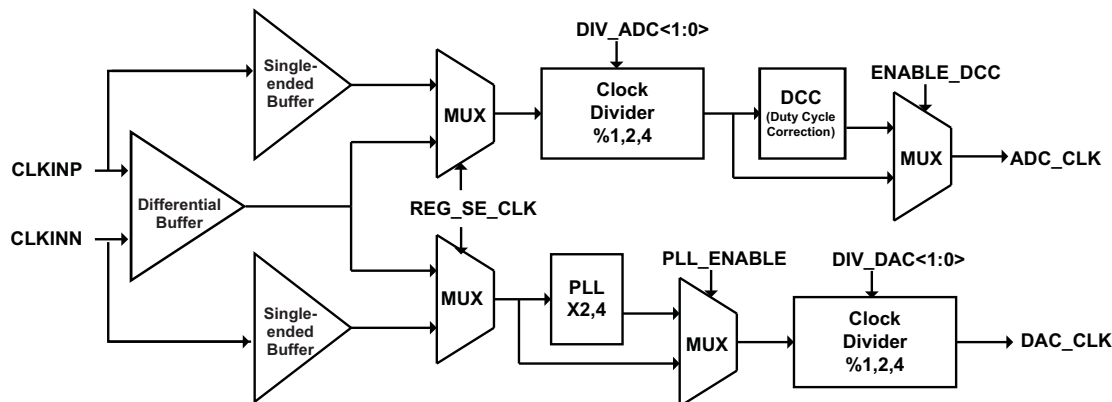 DIV_ADC<1:0>
Single-
ended
Buffer
MUX
Clock
Divider
%1,2,4
DCC
(Duty Cycle
Correction)
ENABLE_DCC
MUX
ADC_CLK
CLKINP
Differential
Buffer
CLKINN
REG_SE_CLK
Single-
ended
Buffer
MUX
PLL
X2,4
PLL_ENABLE
MUX
DIV_DAC<1:0>
Clock
Divider
%1,2,4
DAC_CLK